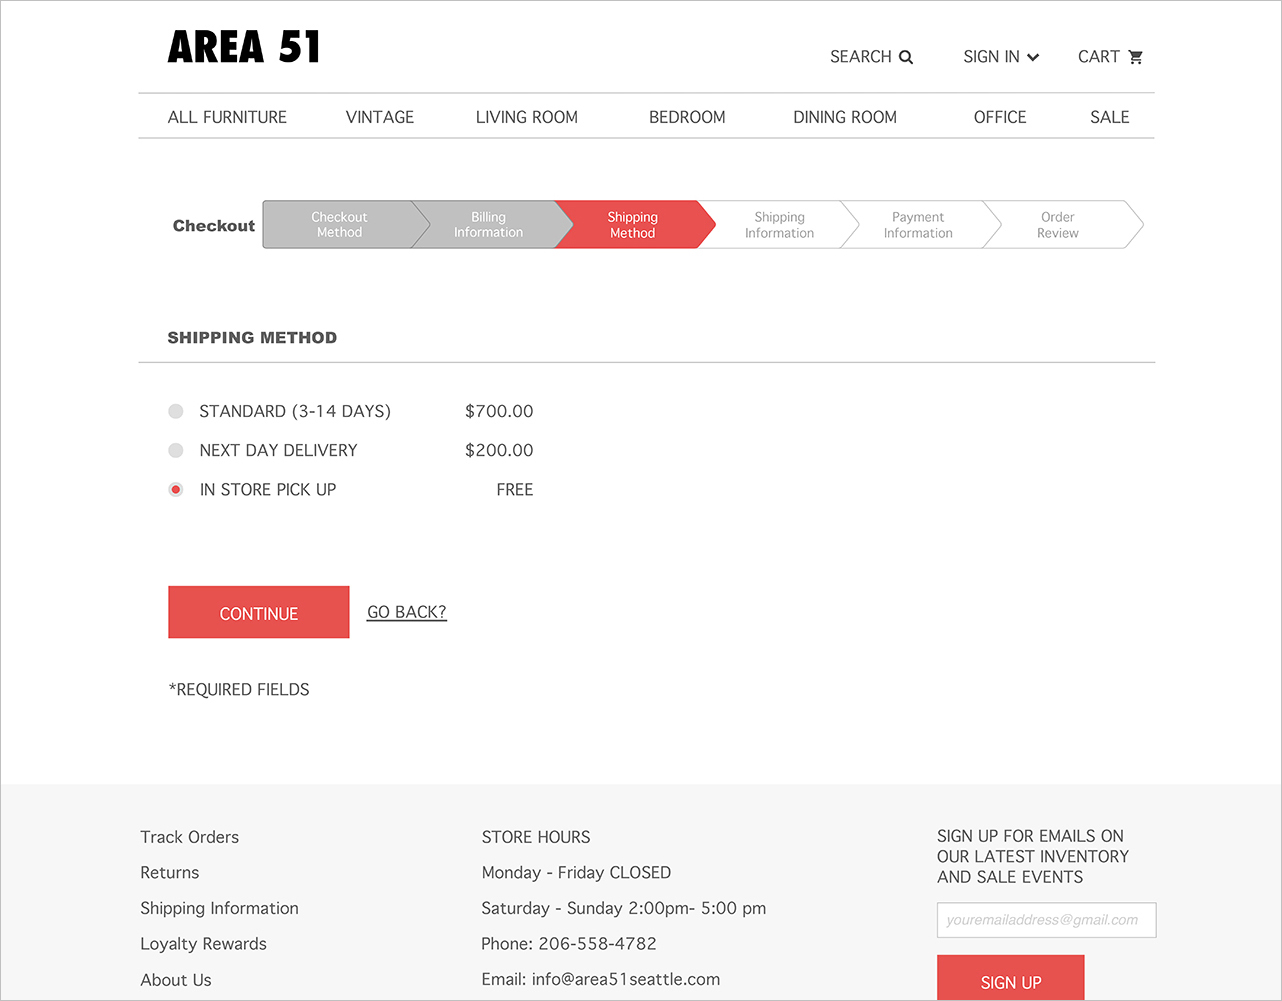 AREA 51
SEARCH
SIGN IN
CART
ALL FURNITURE
VINTAGE
LIVING ROOM
BEDROOM
DINING ROOM
OFFICE
SALE
Checkout
Checkout
Method
Billing
Information
Shipping
Method
Shipping
Information
Payment
Information
Order
Review
SHIPPING METHOD
STANDARD (3-14 DAYS) $700.00
NEXT DAY DELIVERY $200.00
IN STORE PICK UP FREE
CONTINUE
GO BACK?
*REQUIRED FIELDS
Track Orders
Returns
Shipping Information
Loyalty Rewards
About Us
STORE HOURS
Monday - Friday CLOSED
Saturday - Sunday 2:00pm- 5:00 pm
Phone: 206-558-4782
Email: info@area51seattle.com
SIGN UP FOR EMAILS ON
OUR LATEST INVENTORY
AND SALE EVENTS
youremailaddress@gmail.com
SIGN UP